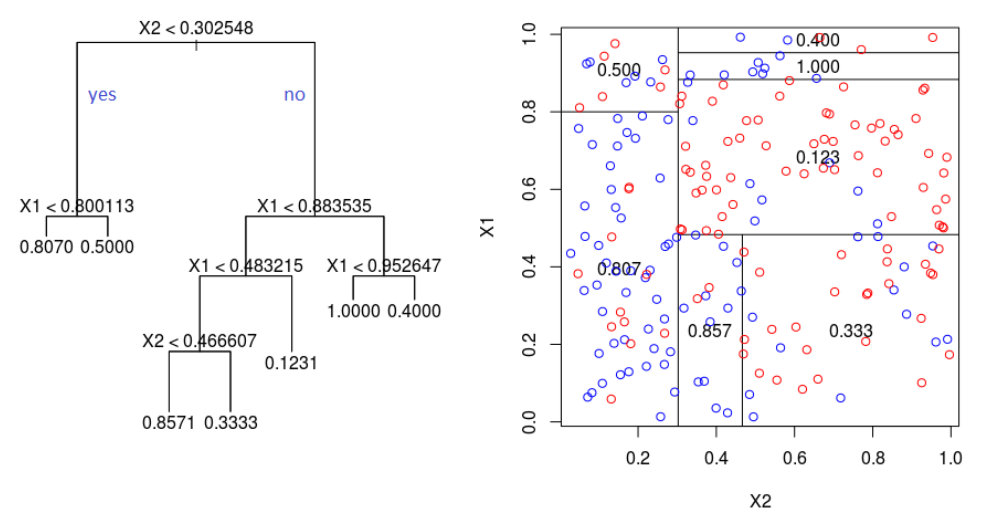 X2 < 0.302548
yes
no
X1 < 0.800113
X1 < 0.883535
0.8070 0.5000
X1 < 0.483215
X1 < 0.952647
1.0000 0.4000
X2 < 0.466607
0.1231
0.8571 0.3333
X1
1.0
0.8
0.6
0.4
0.2
0.0
0.400
0.500
1.000
0.123
0.807
0.857
0.333
0.2
0.4
0.6
0.8
1.0
X2